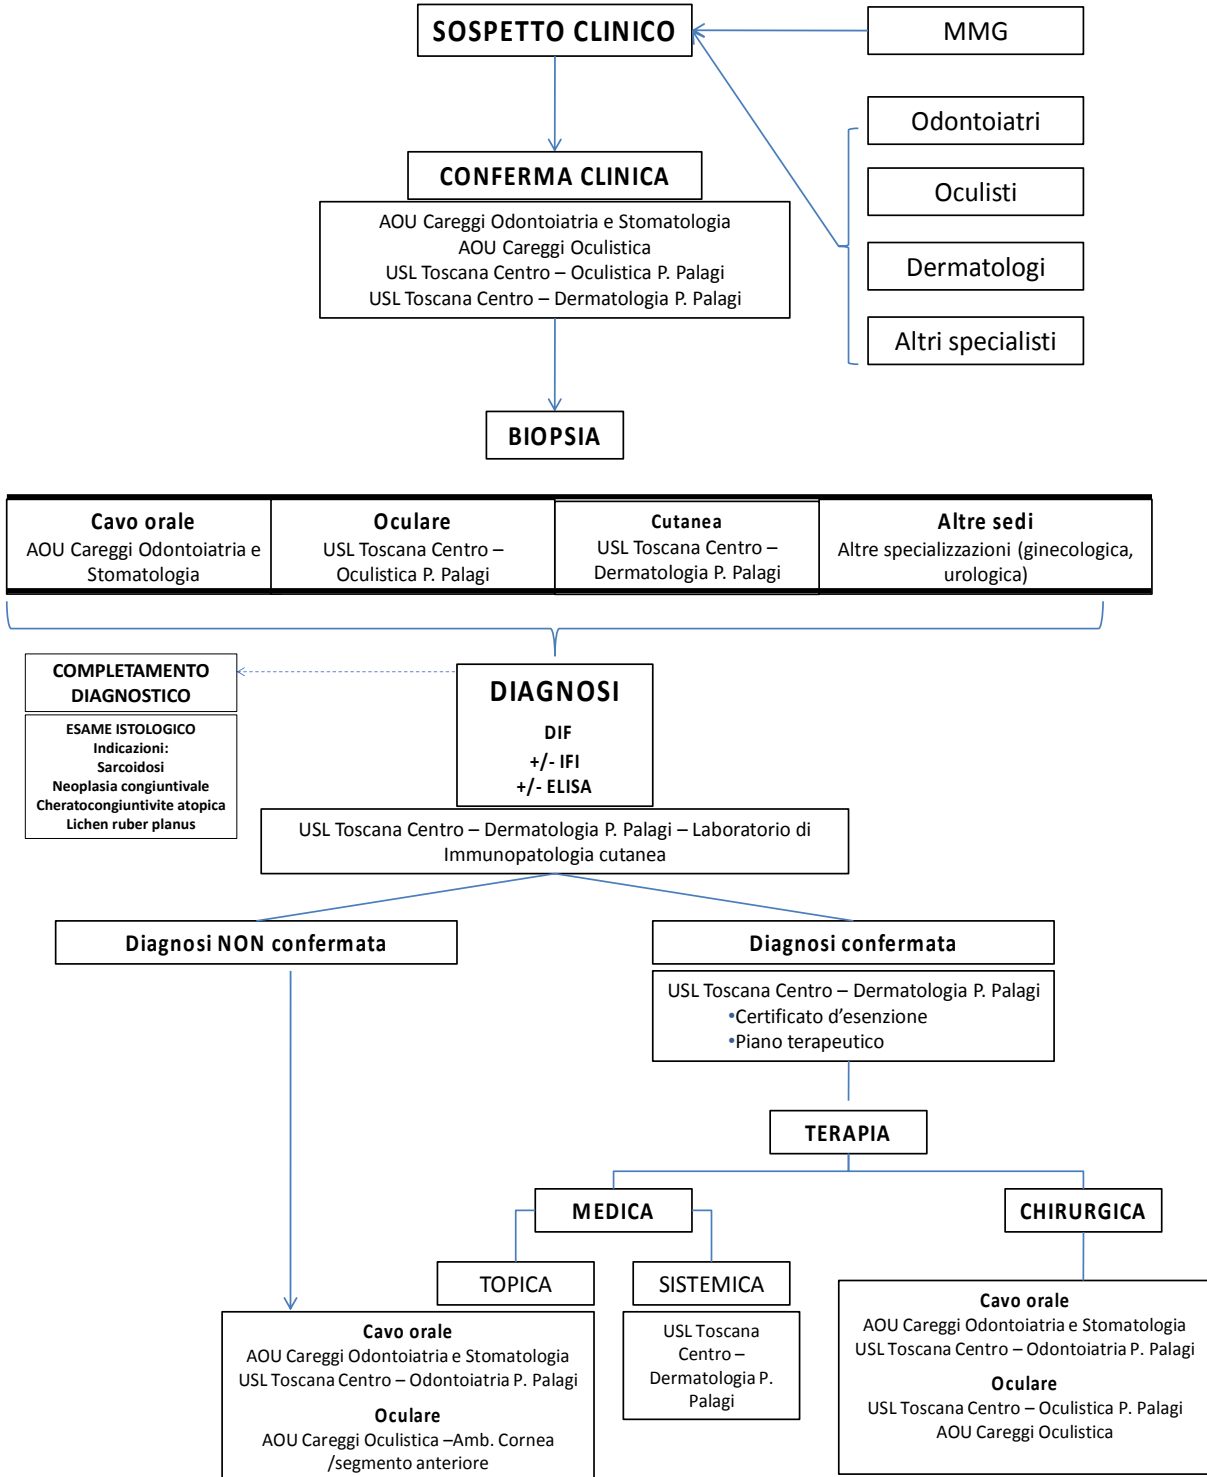 SOSPETTO CLINICO
MMG
Odontoiatri
Oculisti
Dermatologi
Altri specialisti
CONFERMA CLINICA
AOU Careggi Odontoiatria e Stomatologia
AOU Careggi Oculistica
USL Toscana Centro – Oculistica P. Palagi
USL Toscana Centro – Dermatologia P. Palagi
BIOPSIA
Cavo orale
AOU Careggi Odontoiatria e
Stomatologia
Oculare
USL Toscana Centro –
Oculistica P. Palagi
Cutanea
USL Toscana Centro –
Dermatologia P. Palagi
Altre sedi
Altre specializzazioni (ginecologica,
urologica)
COMPLETAMENTO
DIAGNOSTICO
ESAME ISTOLOGICO
Indicazioni:
Sarcoidosi
Neoplasia congiuntivale
Cheratocongiuntivite atopica
Lichen ruber planus
DIAGNOSI
DIF
+/- IFI
+/- ELISA
USL Toscana Centro – Dermatologia P. Palagi – Laboratorio di
Immunopatologia cutanea
Diagnosi NON confermata
Diagnosi confermata
USL Toscana Centro – Dermatologia P. Palagi
•Certificato d'esenzione
•Piano terapeutico
TERAPIA
MEDICA
CHIRURGICA
TOPICA
SISTEMICA
Cavo orale
AOU Careggi Odontoiatria e Stomatologia
USL Toscana Centro – Odontoiatria P. Palagi
Oculare
AOU Careggi Oculistica –Amb. Cornea
/segmento anteriore
USL Toscana
Centro –
Dermatologia P.
Palagi
Cavo orale
AOU Careggi Odontoiatria e Stomatologia
USL Toscana Centro – Odontoiatria P. Palagi
Oculare
USL Toscana Centro – Oculistica P. Palagi
AOU Careggi Oculistica